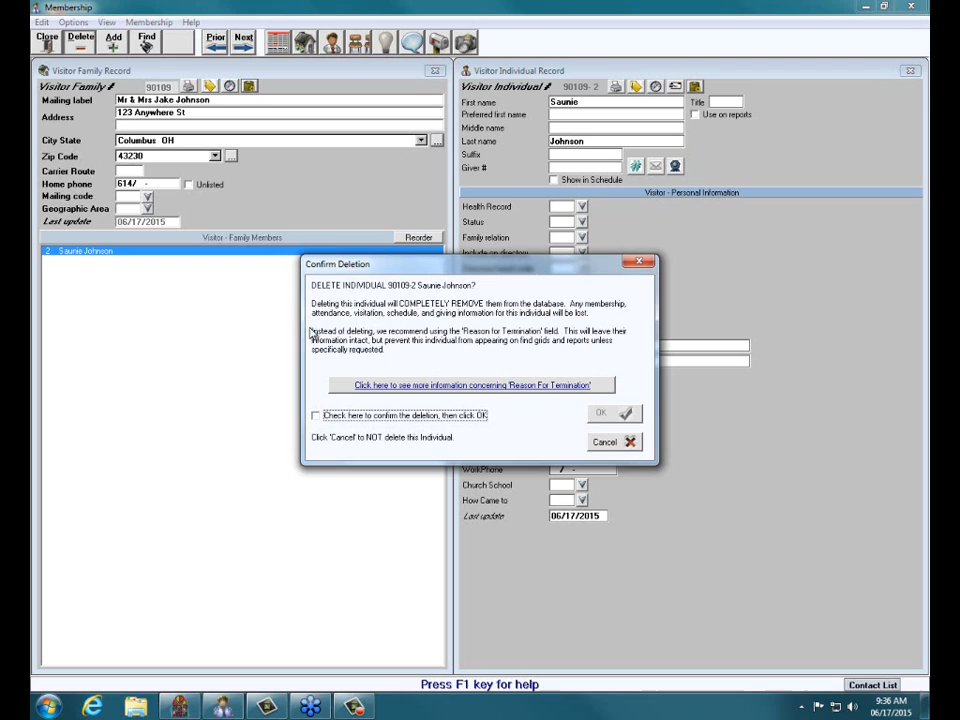 Membership
Edit Options View Membership Help
Close Delete Add Find Prior Next
Visitor Family Record
Visitor Family # 90109
Mailing label Mr & Mrs Jake Johnson
Address 123 Anywhere St
City State Columbus OH
Zip Code 43230
Carrier Route
Home phone 614/ - Unlisted
Mailing code
Geographic Area
Last update 06/17/2015
Visitor - Family Members Reorder
2 Saunie Johnson
Visitor Individual Record
Visitor Individual # 90109- 2
First name Saunie Title
Preferred first name Use on reports
Middle name
Last name Johnson
Suffix
Giver #
Show in Schedule
Visitor - Personal Information
Health Record
Status
Family relation
Include on directory
Confirm Deletion
DELETE INDIVIDUAL 90109-2 Saunie Johnson?
Deleting this individual will COMPLETELY REMOVE them from the database. Any membership,
attendance, visitation, schedule, and giving information for this individual will be lost.
Instead of deleting, we recommend using the 'Reason for Termination' field. This will leave their
information intact, but prevent this individual from appearing on find grids and reports unless
specifically requested.
Click here to see more information concerning 'Reason For Termination'
Check here to confirm the deletion, then click OK
OK
Click 'Cancel' to NOT delete this Individual.
Cancel
WorkPhone / -
Church School
How Came to
Last update 06/17/2015
Press F1 key for help
Contact List
9:36 AM
06/17/2015